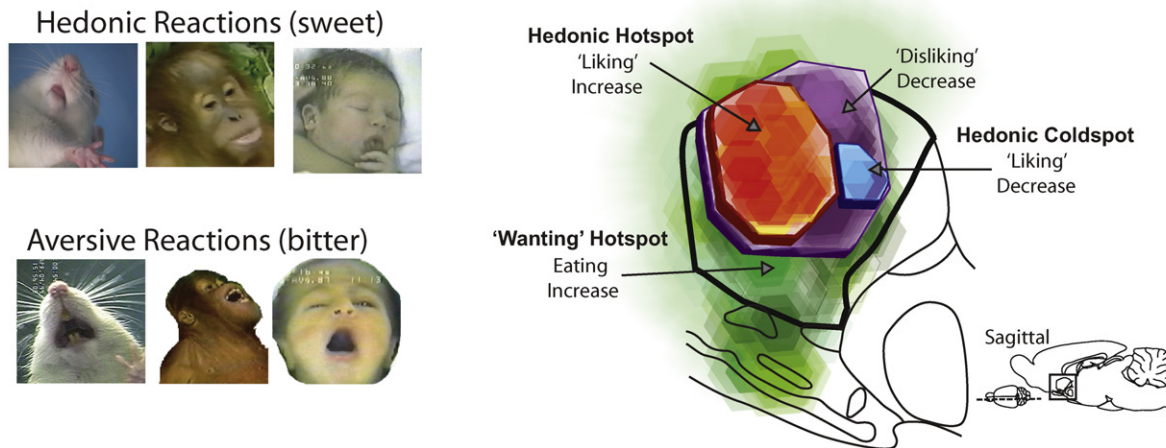 Hedonic Reactions (sweet)
Aversive Reactions (bitter)
Hedonic Hotspot
'Liking'
Increase
'Disliking'
Decrease
Hedonic Coldspot
'Liking'
Decrease
'Wanting' Hotspot
Eating
Increase
Sagittal